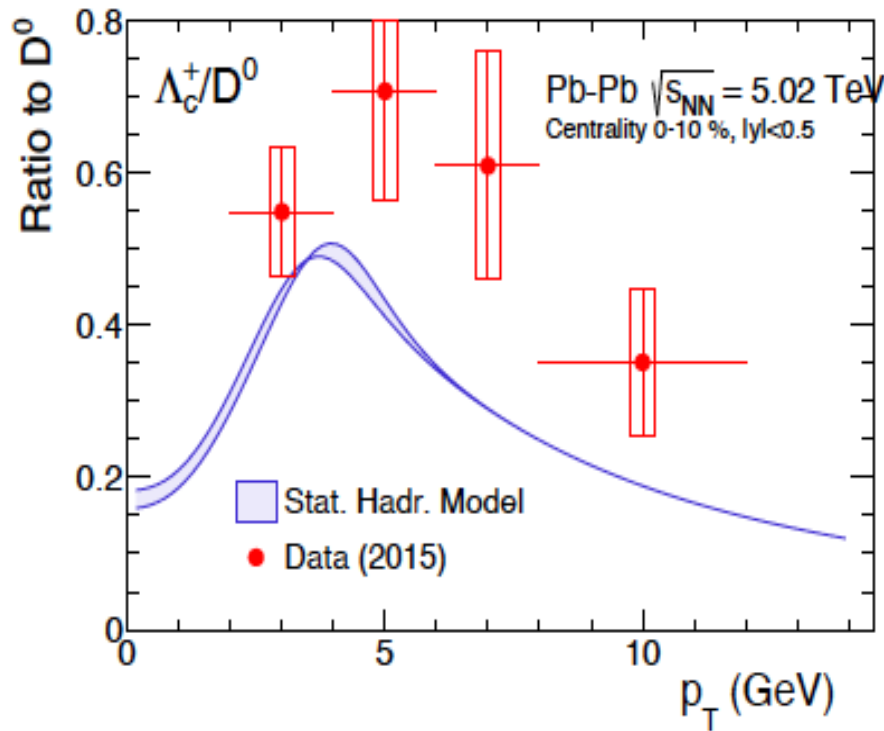 Ratio to D⁰
0.8
0.6
0.4
0.2
0
Λc⁺/D⁰
Pb-Pb √sNN = 5.02 TeV
Centrality 0-10 %, |y|<0.5
Stat. Hadr. Model
Data (2015)
0 5 10
pT (GeV)